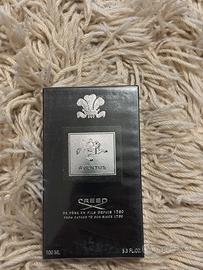 AVENTUS
CREED
DE PÈRE EN FILS DEPUIS 1760
FROM FATHER TO SON SINCE 1760
100 ML
3.3 FL.OZ.